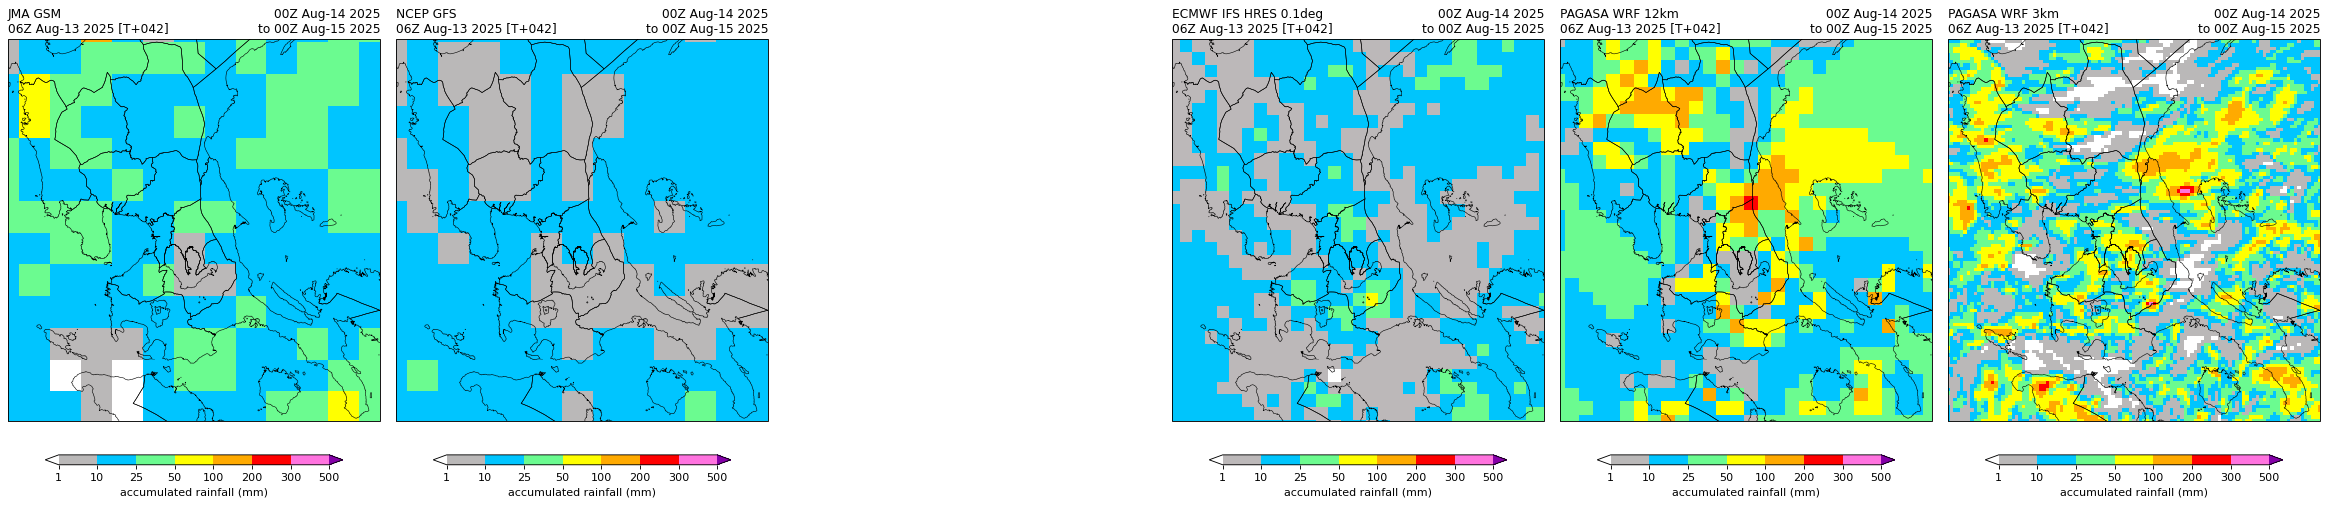 JMA GSM 00Z Aug-14 2025
06Z Aug-13 2025 [T+042] to 00Z Aug-15 2025
1 10 25 50 100 200 300 500
accumulated rainfall (mm)
NCEP GFS 00Z Aug-14 2025
06Z Aug-13 2025 [T+042] to 00Z Aug-15 2025
1 10 25 50 100 200 300 500
accumulated rainfall (mm)
ECMWF IFS HRES 0.1deg 00Z Aug-14 2025
06Z Aug-13 2025 [T+042] to 00Z Aug-15 2025
1 10 25 50 100 200 300 500
accumulated rainfall (mm)
PAGASA WRF 12km 00Z Aug-14 2025
06Z Aug-13 2025 [T+042] to 00Z Aug-15 2025
1 10 25 50 100 200 300 500
accumulated rainfall (mm)
PAGASA WRF 3km 00Z Aug-14 2025
06Z Aug-13 2025 [T+042] to 00Z Aug-15 2025
1 10 25 50 100 200 300 500
accumulated rainfall (mm)